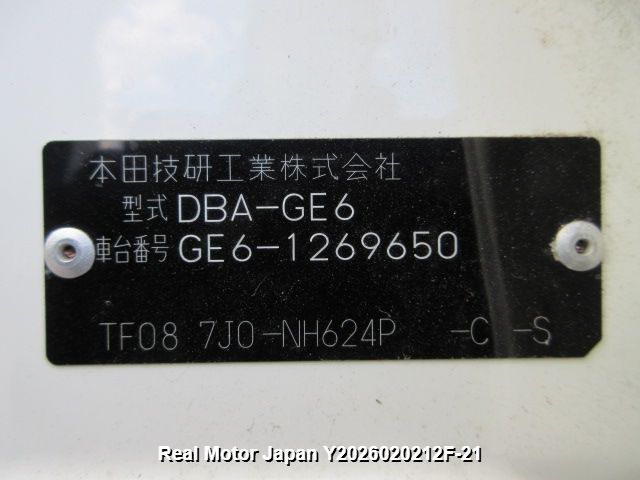 本田技研工業株式会社
型式 DBA-GE6
車台番号 GE6-1269650
TF08 7J0-NH624P -C -S
Real Motor Japan Y2026020212F-21